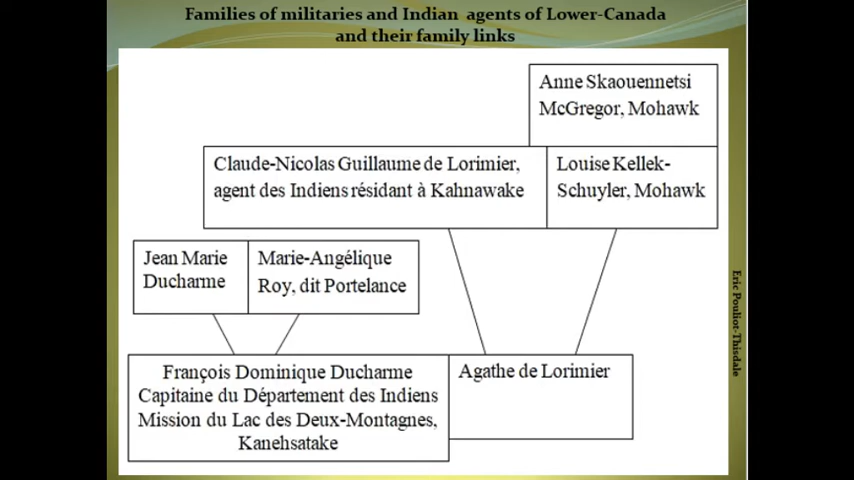 Families of militaries and Indian agents of Lower-Canada
and their family links
Anne Skaouennetsi
McGregor, Mohawk
Claude-Nicolas Guillaume de Lorimier,
agent des Indiens résidant à Kahnawake
Louise Kellek-
Schuyler, Mohawk
Jean Marie
Ducharme
Marie-Angélique
Roy, dit Portelance
François Dominique Ducharme
Capitaine du Département des Indiens
Mission du Lac des Deux-Montagnes,
Kanehsatake
Agathe de Lorimier
Eric Pouliot-Thisdale